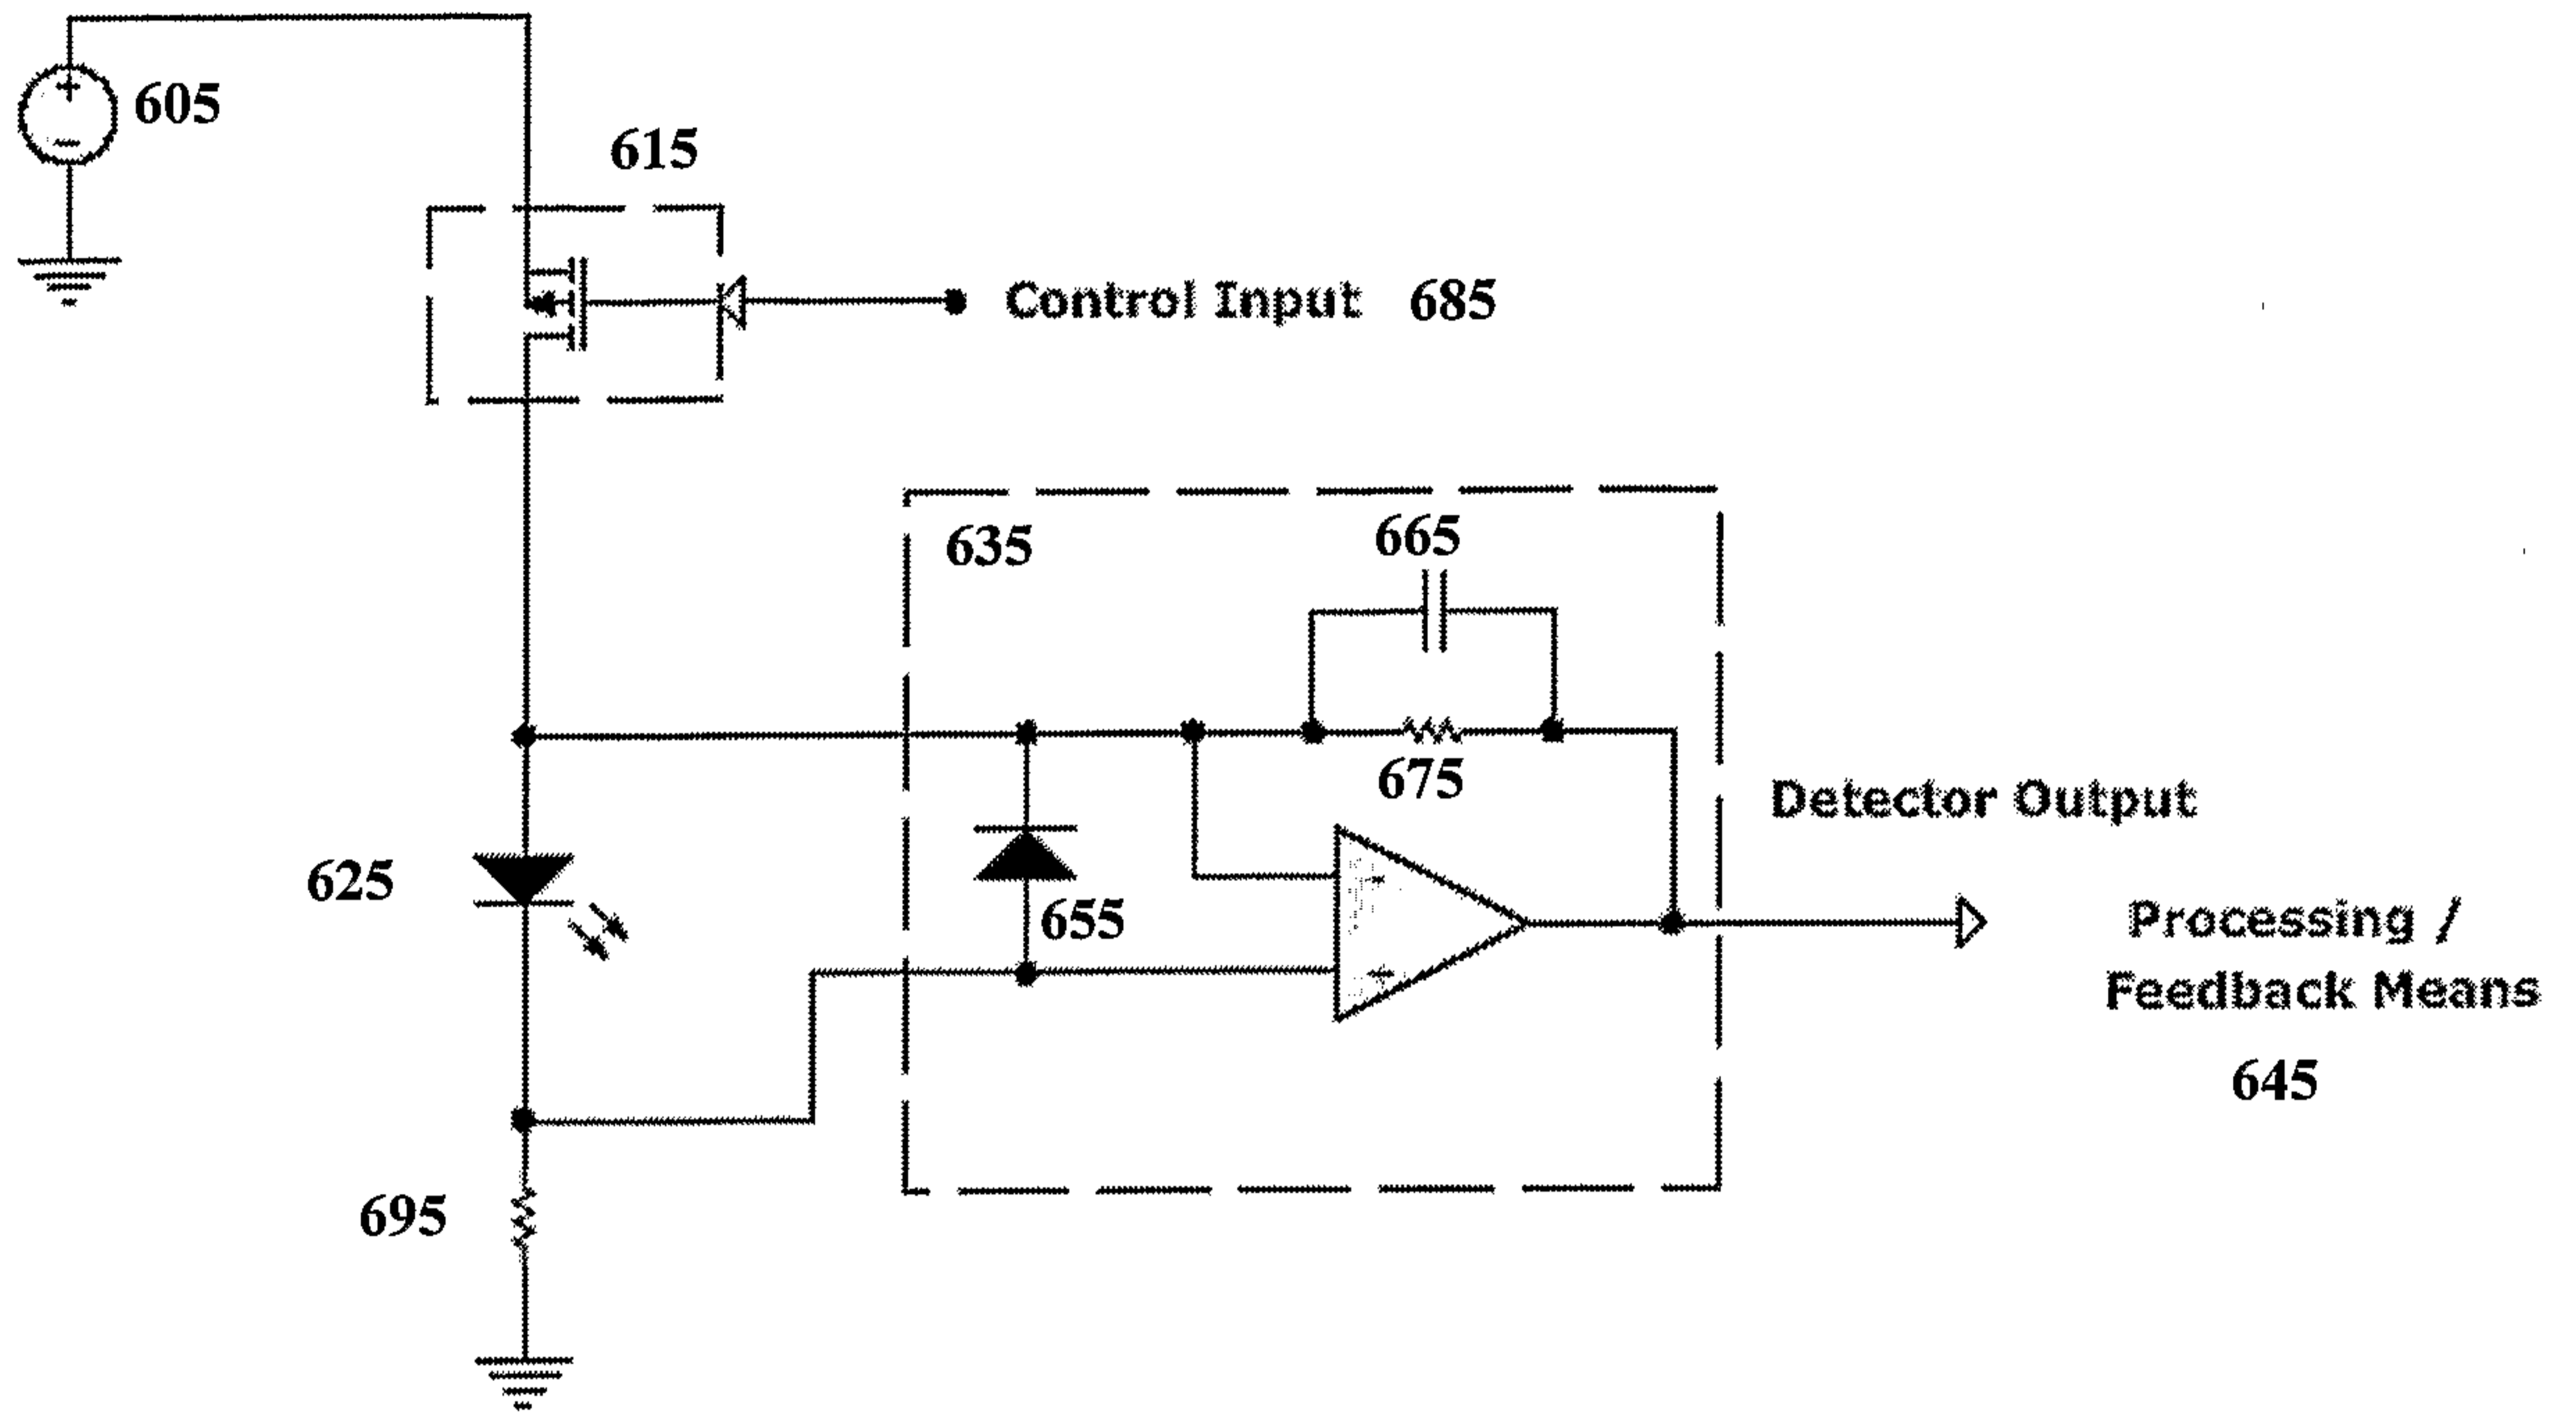 605
615
Control Input 685
635
665
675
Detector Output
625
655
Processing /
Feedback Means
645
695